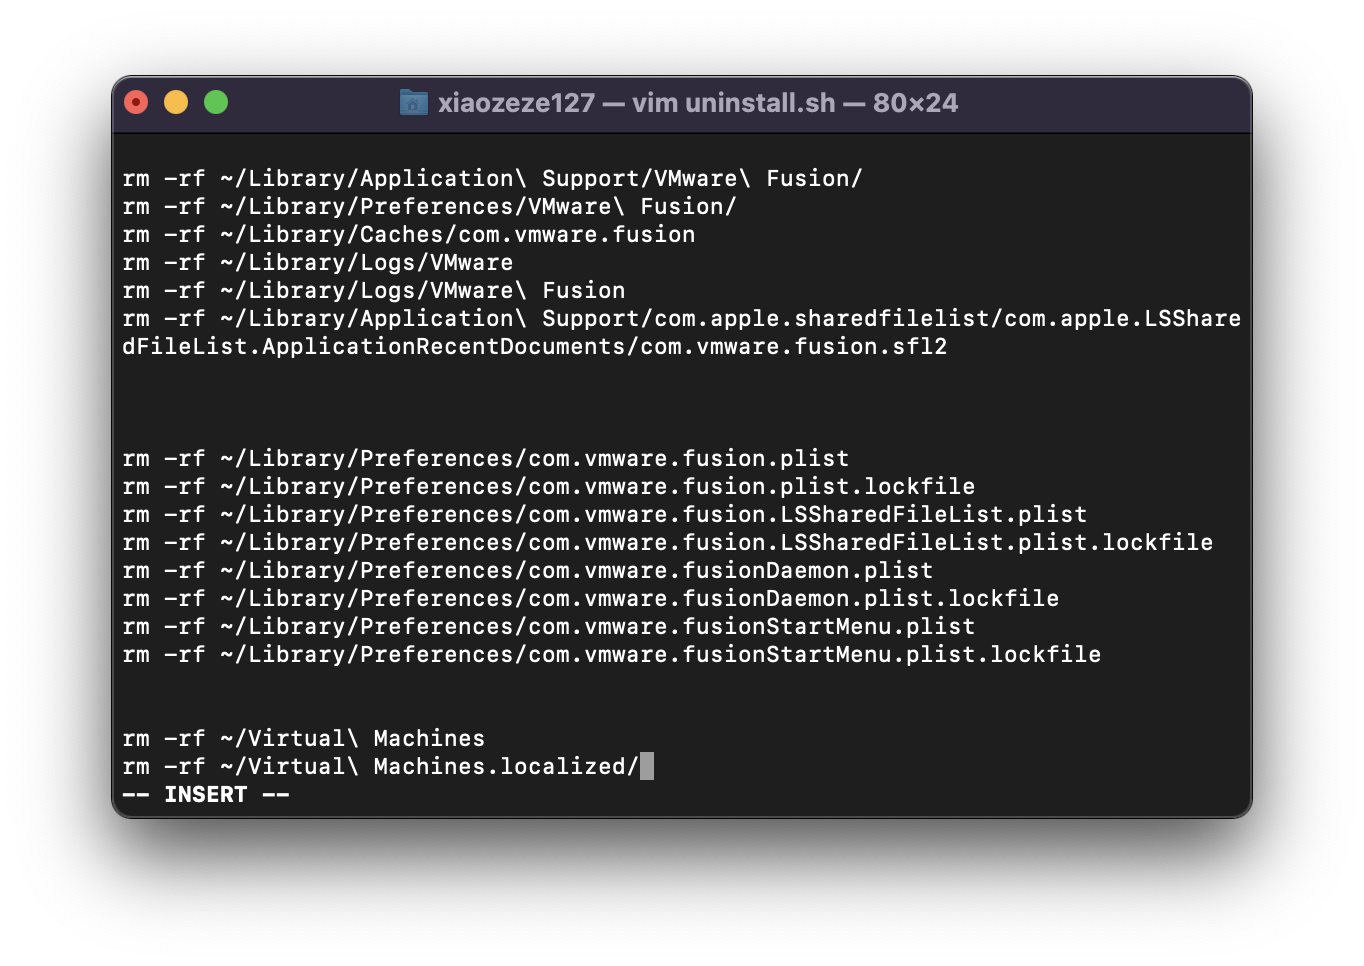 xiaozeze127 — vim uninstall.sh — 80×24
rm -rf ~/Library/Application\ Support/VMware\ Fusion/
rm -rf ~/Library/Preferences/VMware\ Fusion/
rm -rf ~/Library/Caches/com.vmware.fusion
rm -rf ~/Library/Logs/VMware
rm -rf ~/Library/Logs/VMware\ Fusion
rm -rf ~/Library/Application\ Support/com.apple.sharedfilelist/com.apple.LSShare
dFileList.ApplicationRecentDocuments/com.vmware.fusion.sfl2
rm -rf ~/Library/Preferences/com.vmware.fusion.plist
rm -rf ~/Library/Preferences/com.vmware.fusion.plist.lockfile
rm -rf ~/Library/Preferences/com.vmware.fusion.LSSharedFileList.plist
rm -rf ~/Library/Preferences/com.vmware.fusion.LSSharedFileList.plist.lockfile
rm -rf ~/Library/Preferences/com.vmware.fusionDaemon.plist
rm -rf ~/Library/Preferences/com.vmware.fusionDaemon.plist.lockfile
rm -rf ~/Library/Preferences/com.vmware.fusionStartMenu.plist
rm -rf ~/Library/Preferences/com.vmware.fusionStartMenu.plist.lockfile
rm -rf ~/Virtual\ Machines
rm -rf ~/Virtual\ Machines.localized/
-- INSERT --